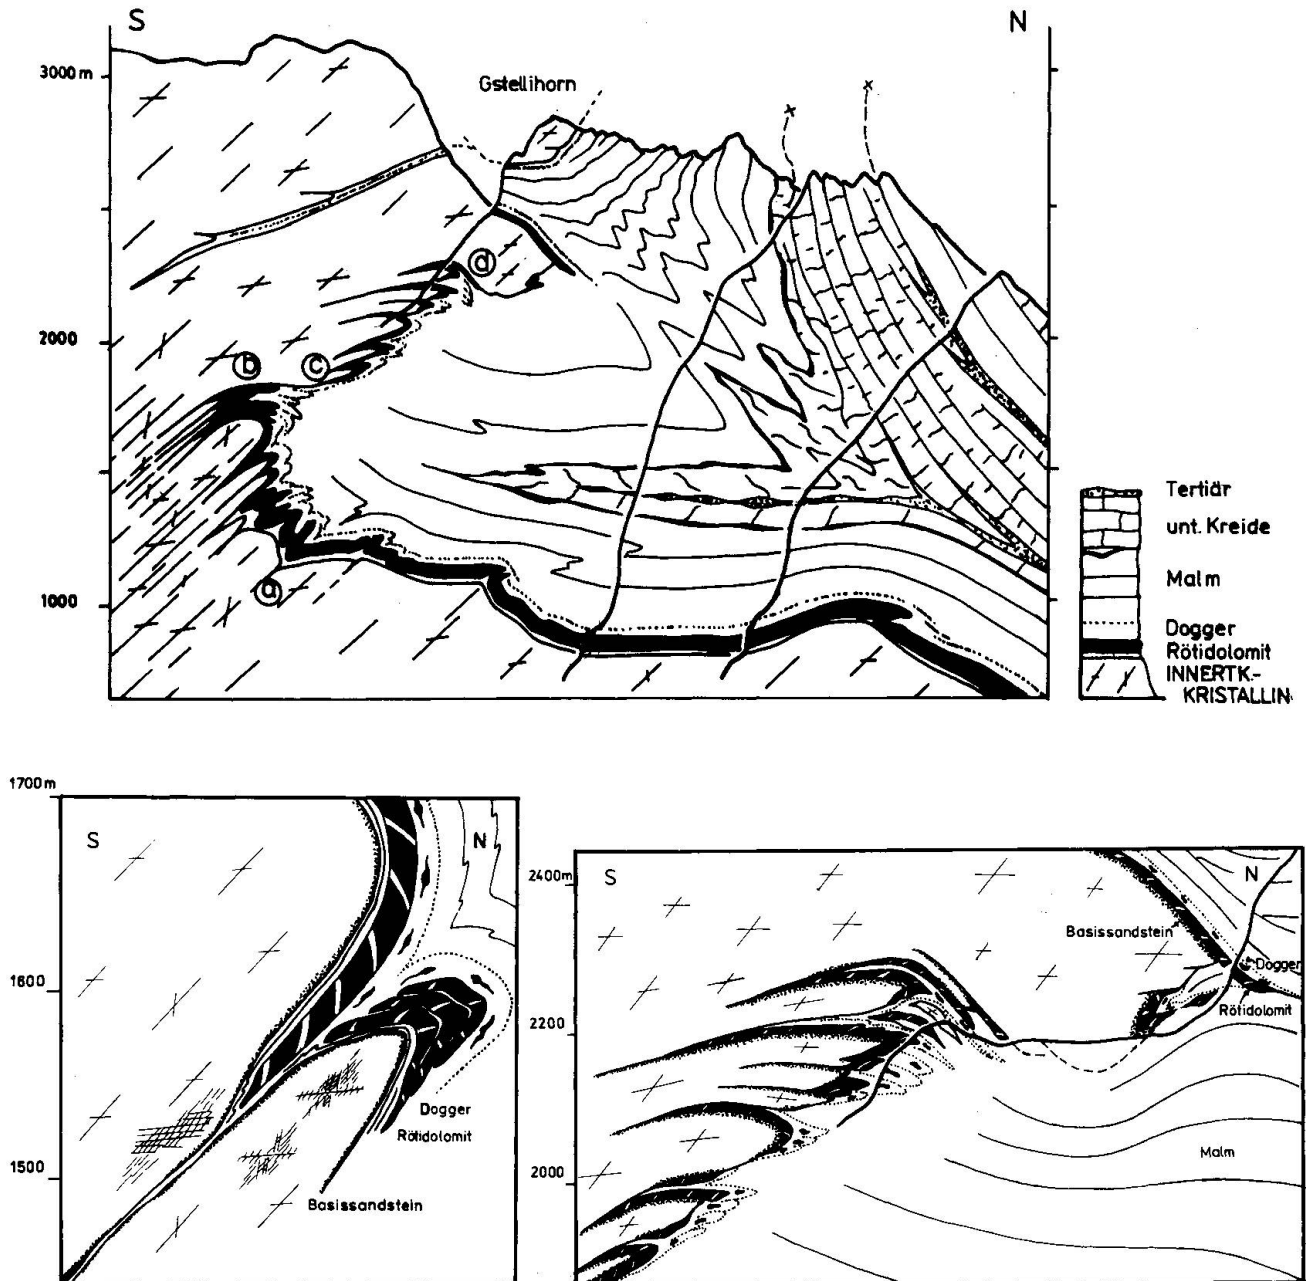 S
N
3000 m
Gstellihorn
d
2000
b
c
1000
a
Tertiär
unt. Kreide
Malm
Dogger
Rötidolomit
INNERTK.-
KRISTALLIN
1700 m
S
N
1600
1500
Dogger
Rötidolomit
Basissandstein
2400m
S
N
Basissandstein
Dogger
Rötidolomit
2200
Malm
2000